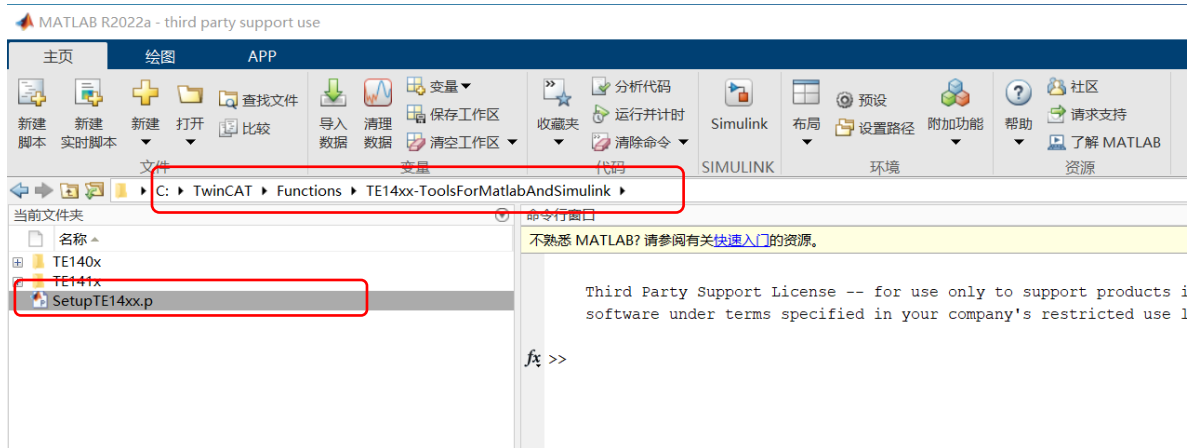 MATLAB R2022a - third party support use
主页 绘图 APP
新建 脚本 新建 实时脚本 新建 打开 查找文件 比较 导入 数据 清理 数据 变量 保存工作区 清空工作区 收藏夹 分析代码 运行并计时 清除命令 Simulink 布局 预设 设置路径 附加功能 帮助 社区 请求支持 了解 MATLAB
文件 变量 代码 SIMULINK 环境 资源
C: TwinCAT Functions TE14xx-ToolsForMatlabAndSimulink
当前文件夹 命令行窗口
名称
不熟悉 MATLAB? 请参阅有关快速入门的资源。
TE140x
TE141x
SetupTE14xx.p
Third Party Support License -- for use only to support products
software under terms specified in your company's restricted use
fx >>